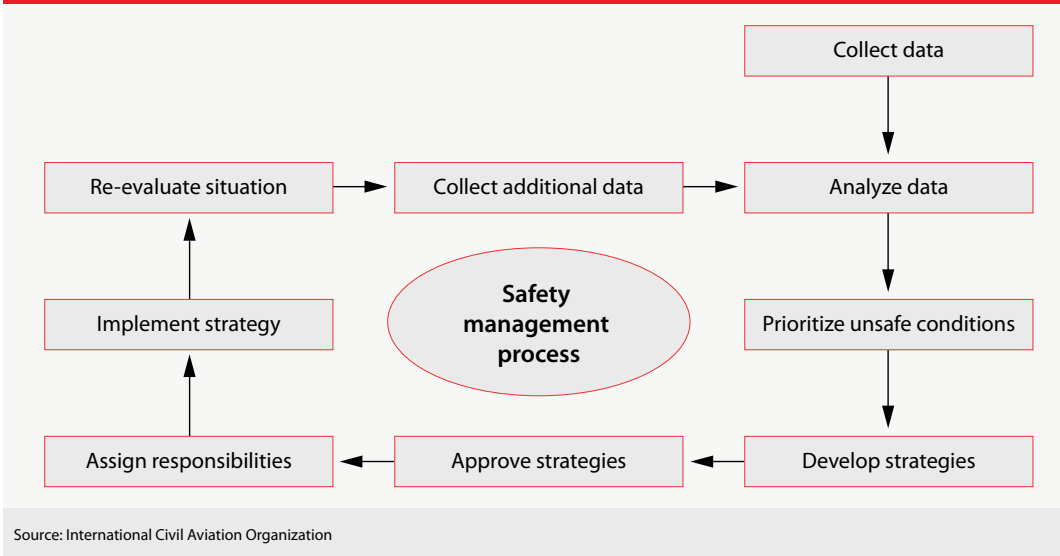 Collect data
Re-evaluate situation
Collect additional data
Analyze data
Safety
management
process
Implement strategy
Prioritize unsafe conditions
Assign responsibilities
Approve strategies
Develop strategies
Source: International Civil Aviation Organization